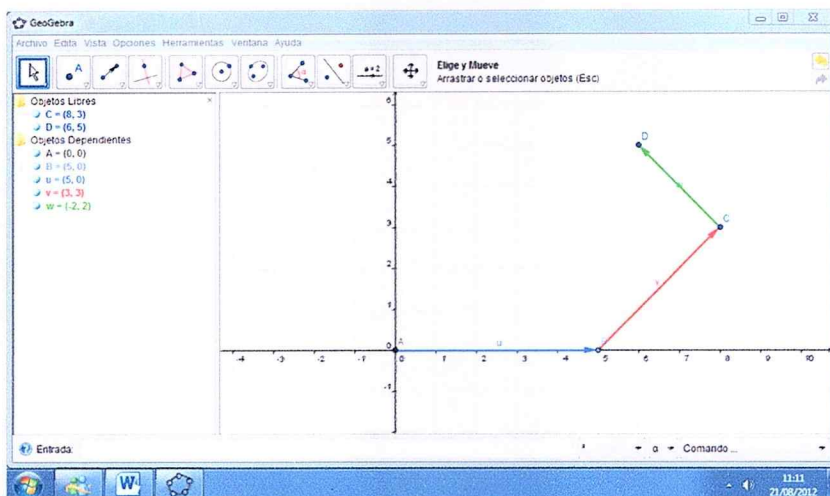 GeoGebra
Archivo Edita Vista Opciones Herramientas Ventana Ayuda
A
a=2
Elige y Mueve
Arrastrar o seleccionar objetos (Esc)
Objetos Libres
C = (8, 3)
D = (6, 5)
Objetos Dependientes
A = (0, 0)
B = (5, 0)
u = (5, 0)
v = (3, 3)
w = (-2, 2)
6
5
4
3
2
1
0
-1
-4 -3 -2 -1 0 1 2 3 4 5 6 7 8 9 10
A
u
v
C
D
Entrada:
α
Comando ...
W
11:11
21/08/2012